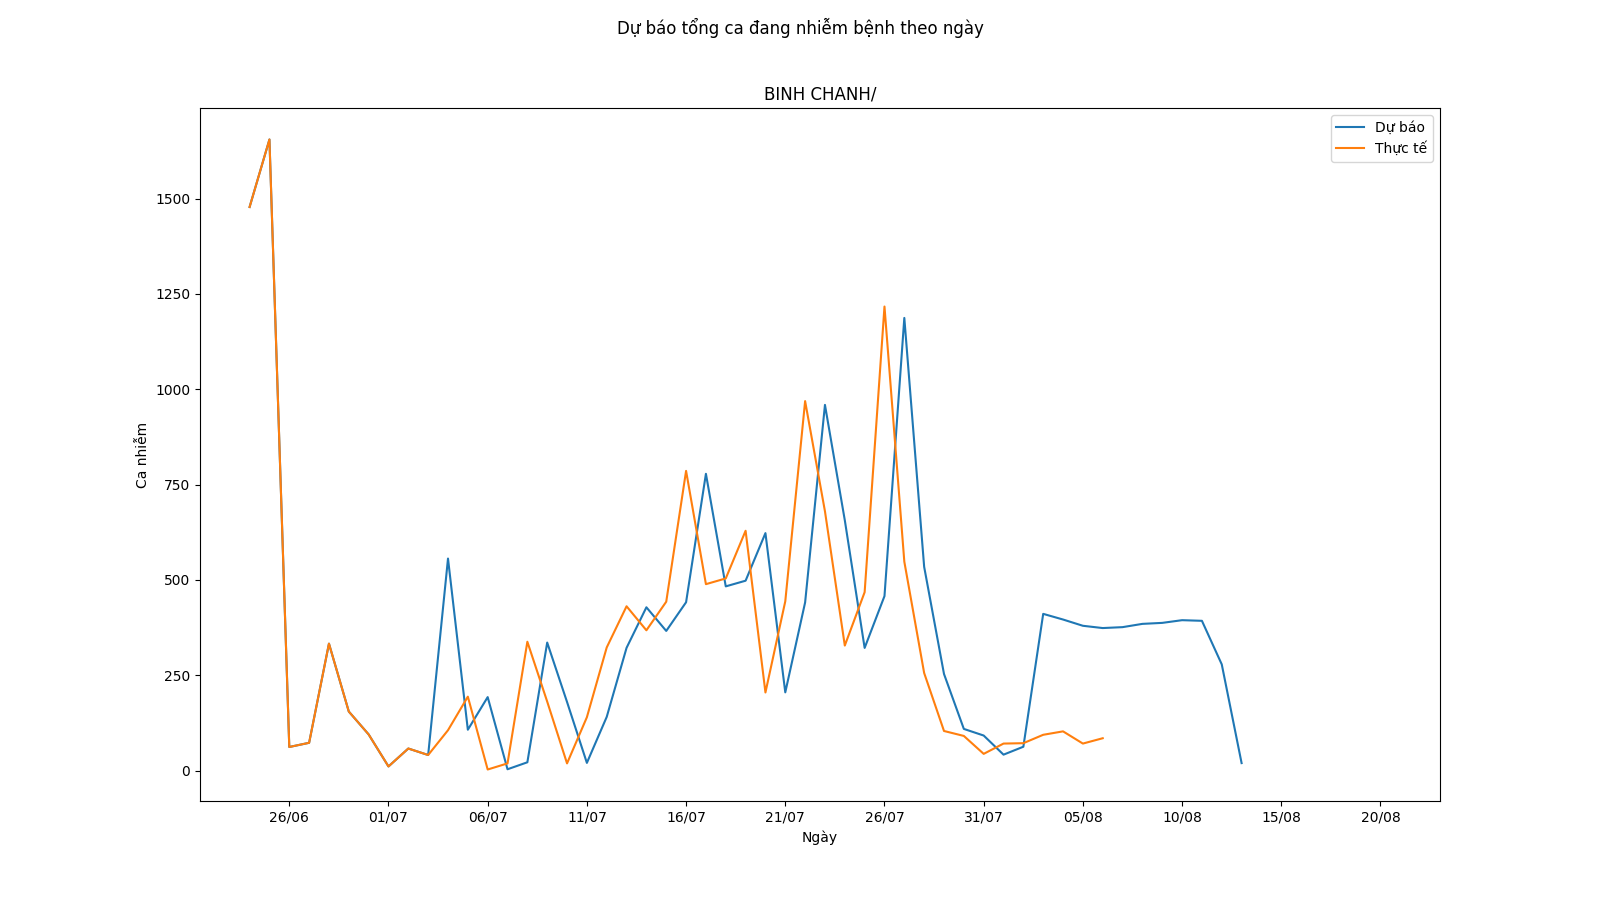 Dự báo tổng ca đang nhiễm bệnh theo ngày
BINH CHANH/
Dự báo
Thực tế
1500
1250
1000
750
500
250
0
Ca nhiễm
26/06 01/07 06/07 11/07 16/07 21/07 26/07 31/07 05/08 10/08 15/08 20/08
Ngày